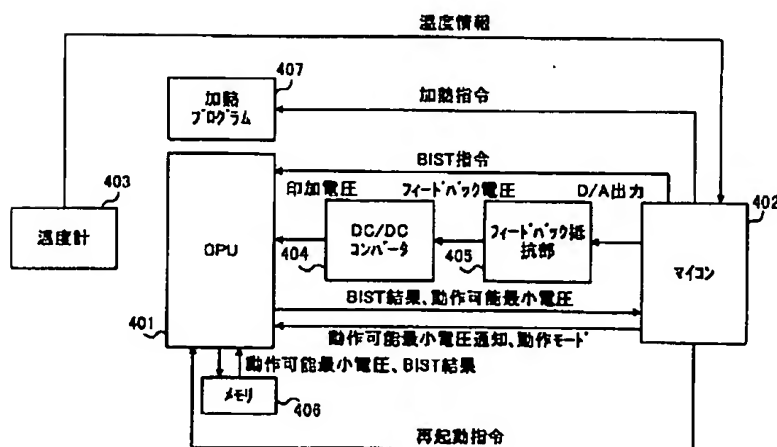 温度情報
407
加熱
プログラム
加熱指令
BIST指令
403
印加電圧
フィードバック電圧
D/A出力
402
温度計
CPU
DC/DC
コンバータ
フィードバック抵
抗部
マイコン
404
405
BIST結果、動作可能最小電圧
401
動作可能最小電圧通知、動作モード
動作可能最小電圧、BIST結果
メモリ
406
再起動指令